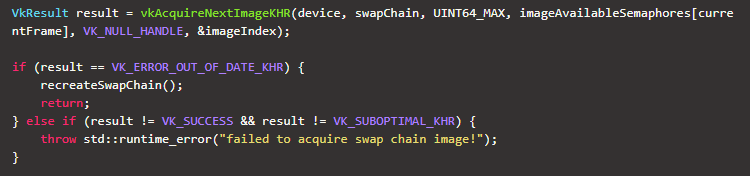 VkResult result = vkAcquireNextImageKHR(device, swapChain, UINT64_MAX, imageAvailableSemaphores[curre
ntFrame], VK_NULL_HANDLE, &imageIndex);

if (result == VK_ERROR_OUT_OF_DATE_KHR) {
    recreateSwapChain();
    return;
} else if (result != VK_SUCCESS && result != VK_SUBOPTIMAL_KHR) {
    throw std::runtime_error("failed to acquire swap chain image!");
}